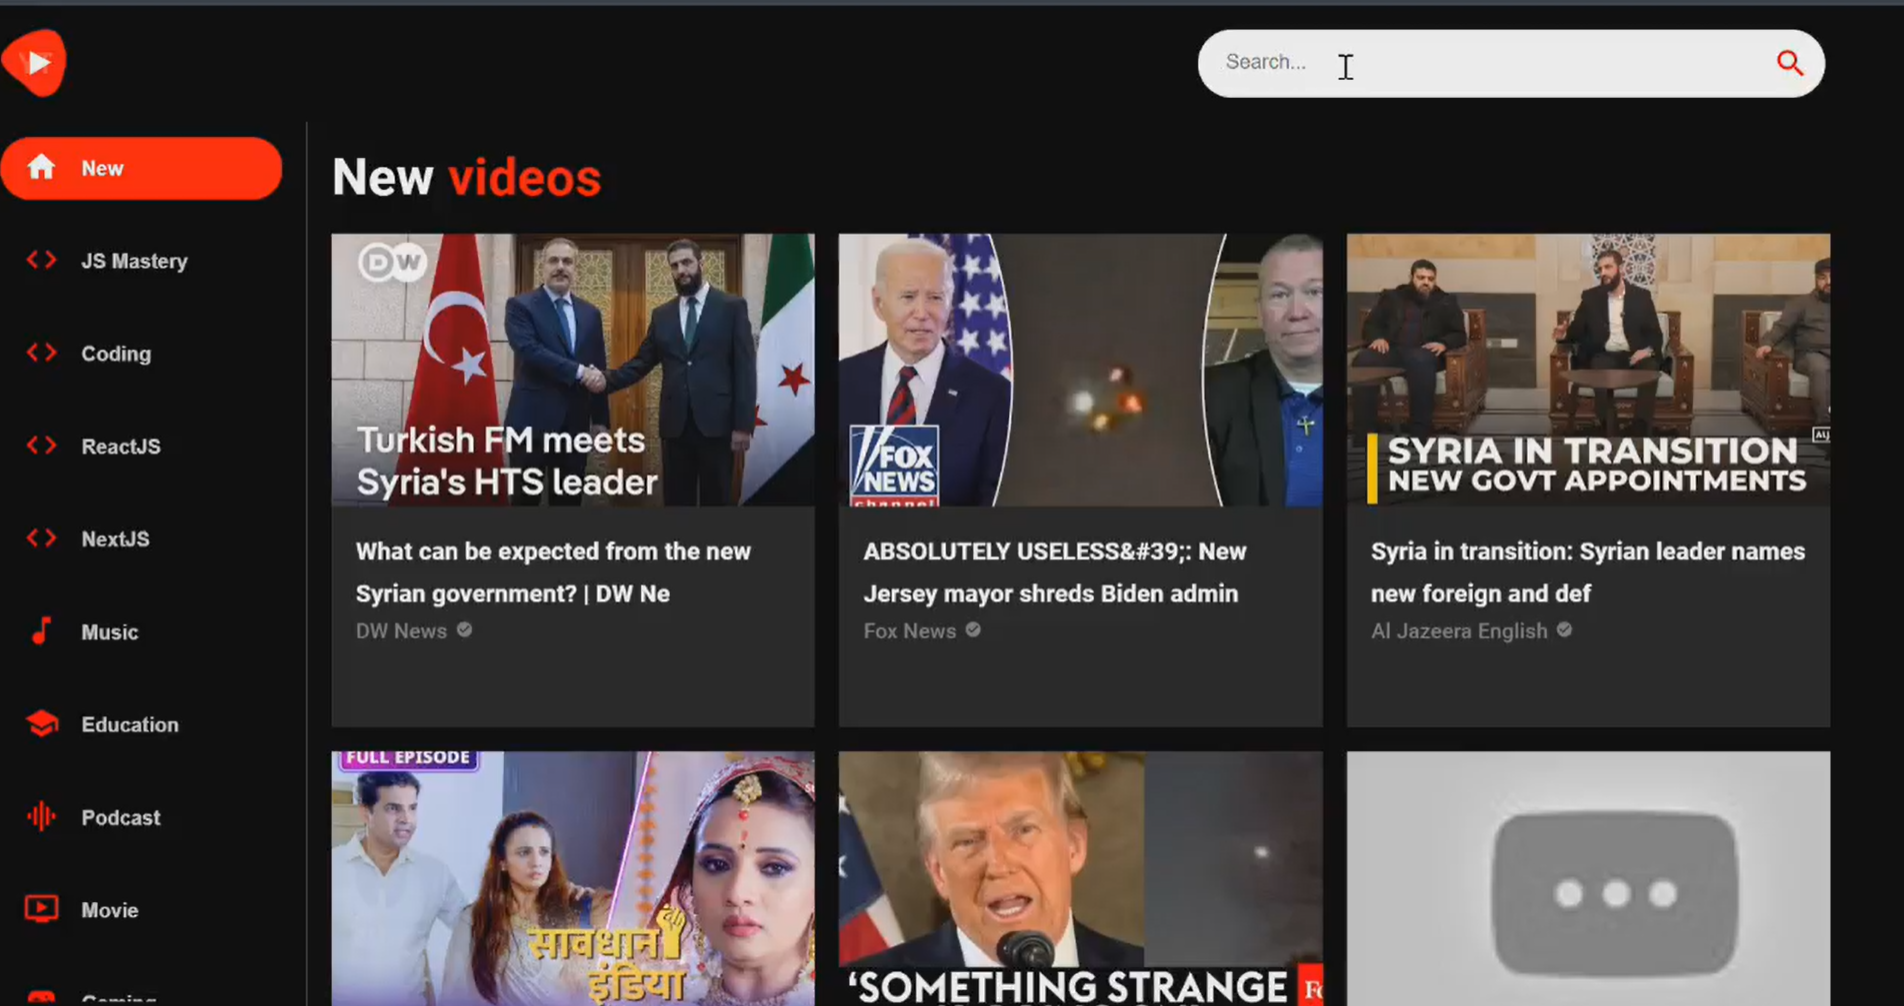 Search...
New
JS Mastery
Coding
ReactJS
NextJS
Music
Education
Podcast
Movie
Gaming
New videos
DW
Turkish FM meets
Syria's HTS leader
What can be expected from the new
Syrian government? | DW Ne
DW News
FOX
NEWS
channel
ABSOLUTELY USELESS&#39;: New
Jersey mayor shreds Biden admin
Fox News
SYRIA IN TRANSITION
NEW GOVT APPOINTMENTS
Syria in transition: Syrian leader names
new foreign and def
Al Jazeera English
FULL EPISODE
सावधान
इंडिया
‘SOMETHING STRANGE